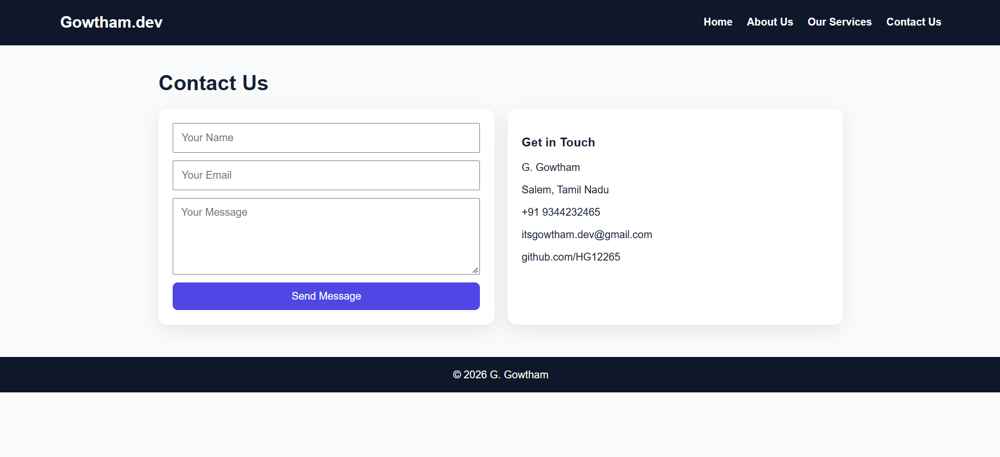 Gowtham.dev
Home About Us Our Services Contact Us
Contact Us
Your Name
Your Email
Your Message
Send Message
Get in Touch
G. Gowtham
Salem, Tamil Nadu
+91 9344232465
itsgowtham.dev@gmail.com
github.com/HG12265
© 2026 G. Gowtham